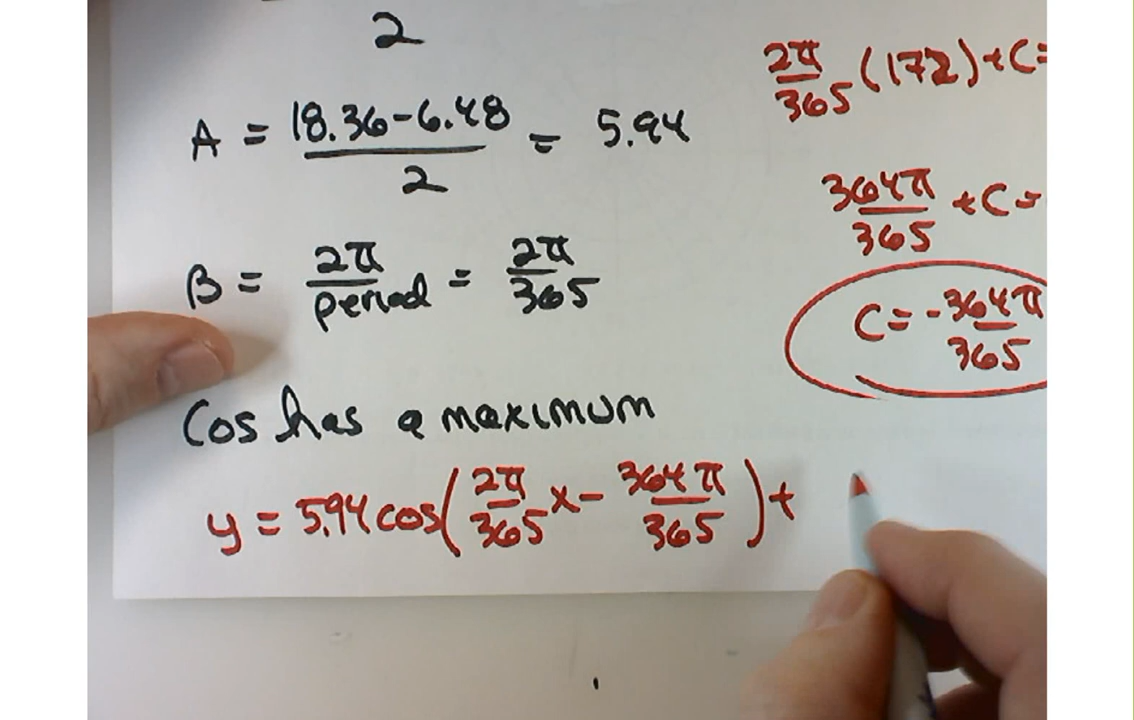 2
A = 18.36-6.48 / 2 = 5.94
B = 2π / period = 2π / 365
Cos has a maximum
y = 5.94 cos(2π/365 x - 364π/365) +
2π/365 (172) + C =
364π/365 + C =
C = -364π/365